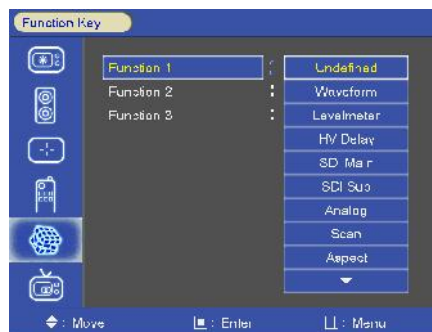 Function Key
Function 1 : Undefined
Function 2 : Waveform
Function 3 : Levelmeter
HV Delay
SDI Main
SDI Sub
Analog
Scan
Aspect
: Move : Enter : Menu